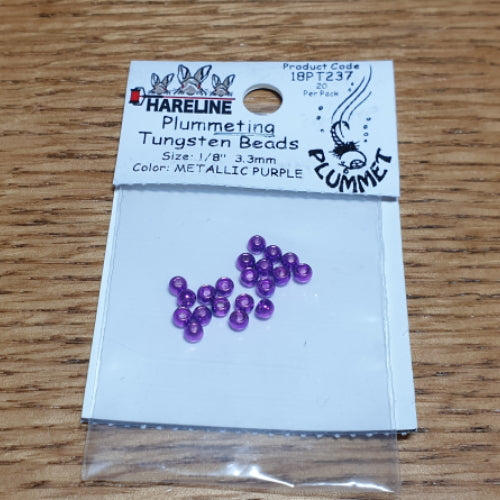 HARELINE
Plummeting
Tungsten Beads
Size: 1/8" 3.3mm
Color: METALLIC PURPLE
Product Code
18PT237
20
Per Pack
PLUMMET